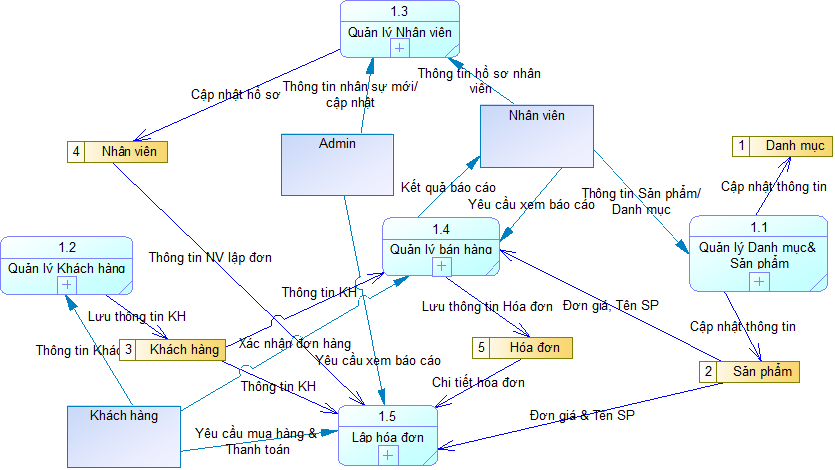 1.3
Quản lý Nhân viên
Thông tin hồ sơ nhân
viên
Cập nhật hồ sơ
Thông tin nhân sự mới/
cập nhật
Nhân viên
4 Nhân viên
Admin
1 Danh mục
Kết quả báo cáo
Yêu cầu xem báo cáo
Thông tin Sản phẩm/
Danh mục
Cập nhật thông tin
1.4
Quản lý bán hàng
1.1
Quản lý Danh mục&
Sản phẩm
1.2
Quản lý Khách hàng
Thông tin NV lập đơn
Thông tin KH
Lưu thông tin Hóa đơn
Đơn giá, Tên SP
Lưu thông tin KH
Cập nhật thông tin
3 Khách hàng
Thông tin
Xác nhận đơn hàng
Yêu cầu xem báo cáo
5 Hóa đơn
2 Sản phẩm
Thông tin KH
Chi tiết hóa đơn
Khách hàng
1.5
Lập hóa đơn
Đơn giá & Tên SP
Yêu cầu mua hàng &
Thanh toán